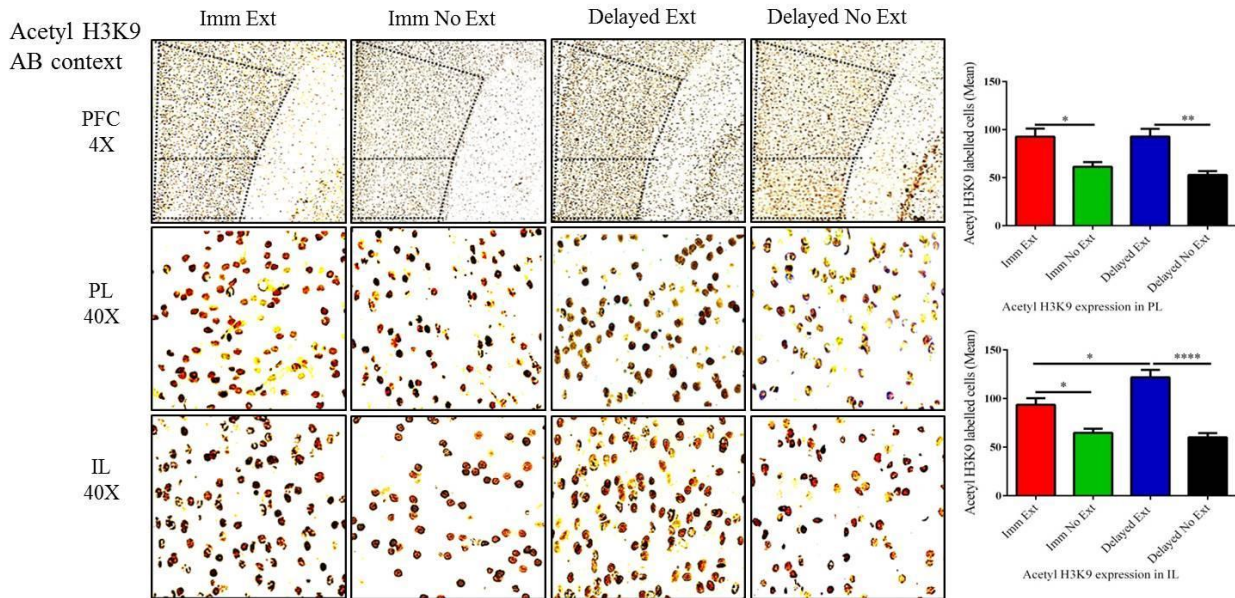 Acetyl H3K9
AB context
Imm Ext
Imm No Ext
Delayed Ext
Delayed No Ext
PFC
4X
PL
40X
IL
40X
Acetyl H3K9 labelled cells (Mean)
150
100
50
0
*
**
Imm Ext
Imm No Ext
Delayed Ext
Delayed No Ext
Acetyl H3K9 expression in PL
Acetyl H3K9 labelled cells (Mean)
150
100
50
0
*
****
*
Imm Ext
Imm No Ext
Delayed Ext
Delayed No Ext
Acetyl H3K9 expression in IL